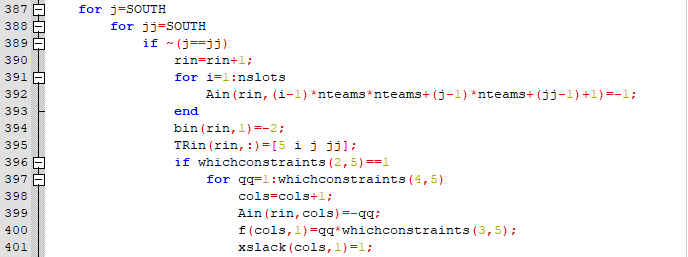 387 for j=SOUTH
388 for jj=SOUTH
389 if ~(j==jj)
390 rin=rin+1;
391 for i=1:nslots
392 Ain(rin,(i-1)*nteams*nteams+(j-1)*nteams+(jj-1)+1)=-1;
393 end
394 bin(rin,1)=-2;
395 TRin(rin,:)=[5 i j jj];
396 if whichconstraints(2,5)==1
397 for qq=1:whichconstraints(4,5)
398 cols=cols+1;
399 Ain(rin,cols)=-qq;
400 f(cols,1)=qq*whichconstraints(3,5);
401 xslack(cols,1)=1;